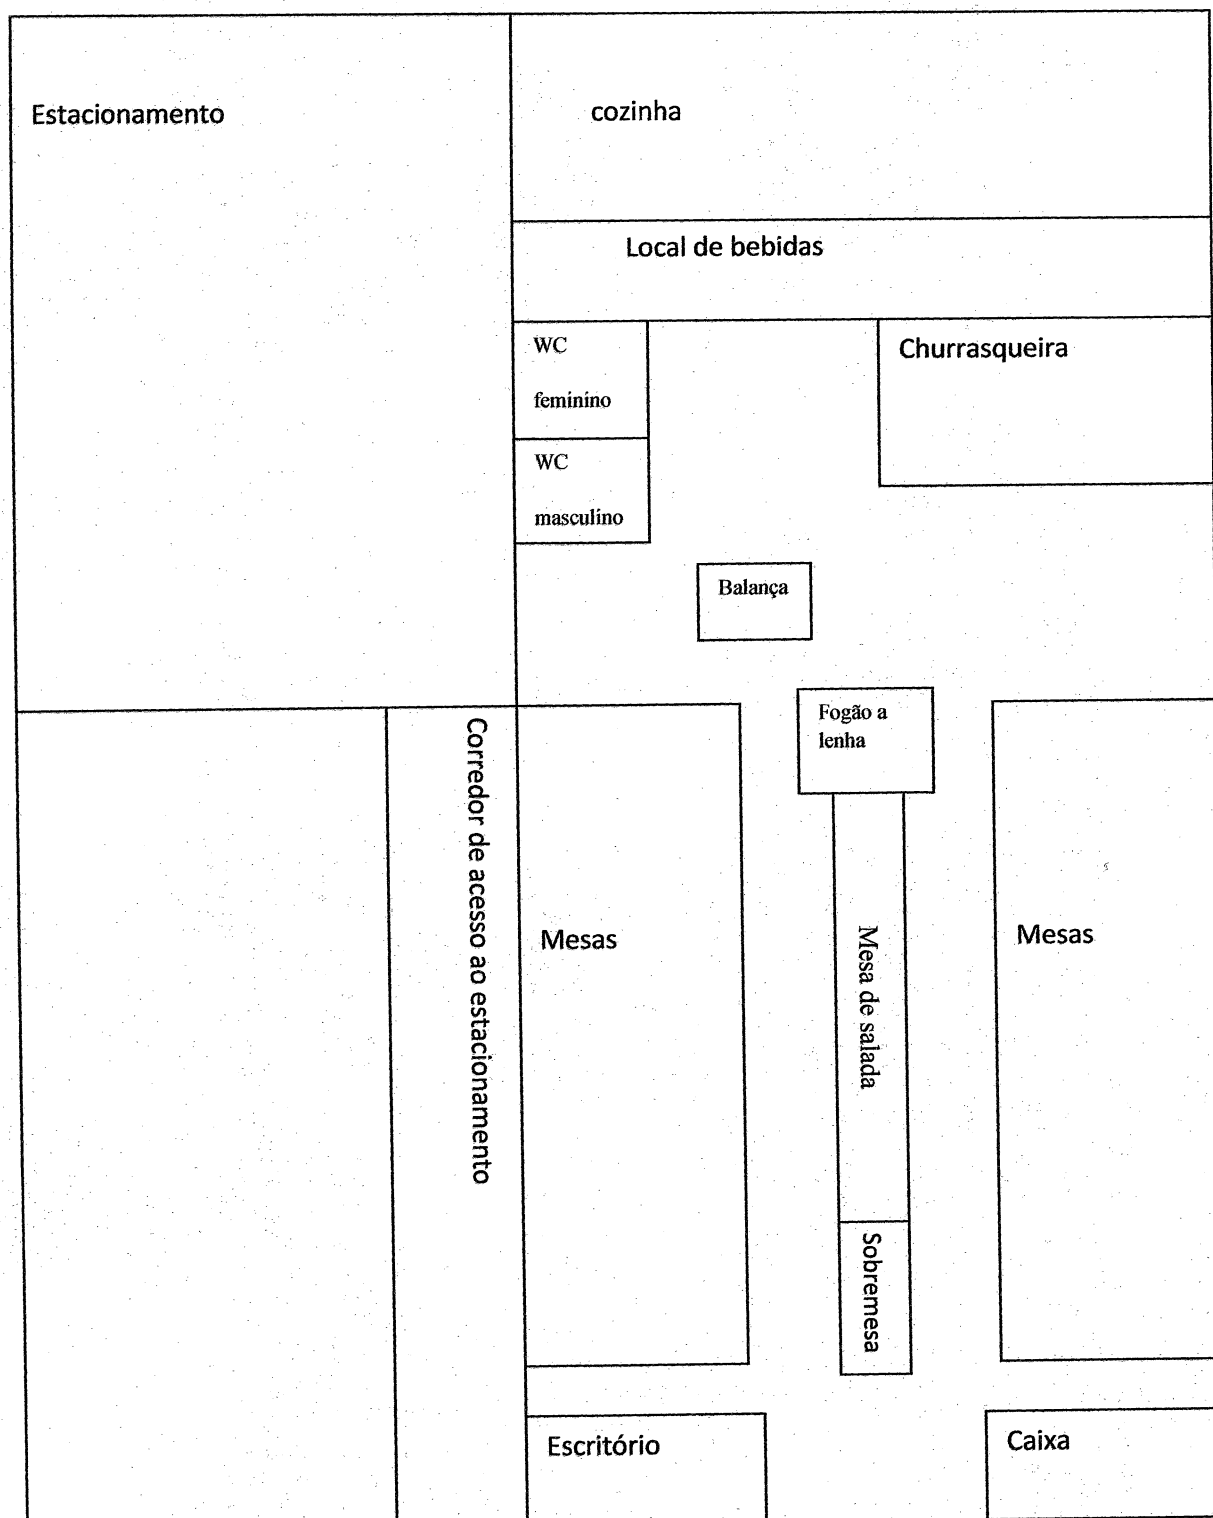 Estacionamento
cozinha
Local de bebidas
WC
feminino
Churrasqueira
WC
masculino
Balança
Fogão a
lenha
Corredor de acesso ao estacionamento
Mesas
Mesa de salada
Mesas
Sobremesa
Escritório
Caixa